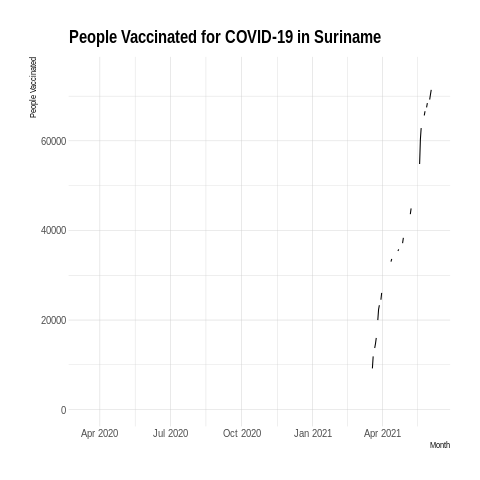 People Vaccinated for COVID-19 in Suriname
People Vaccinated
60000
40000
20000
0
Apr 2020 Jul 2020 Oct 2020 Jan 2021 Apr 2021
Month